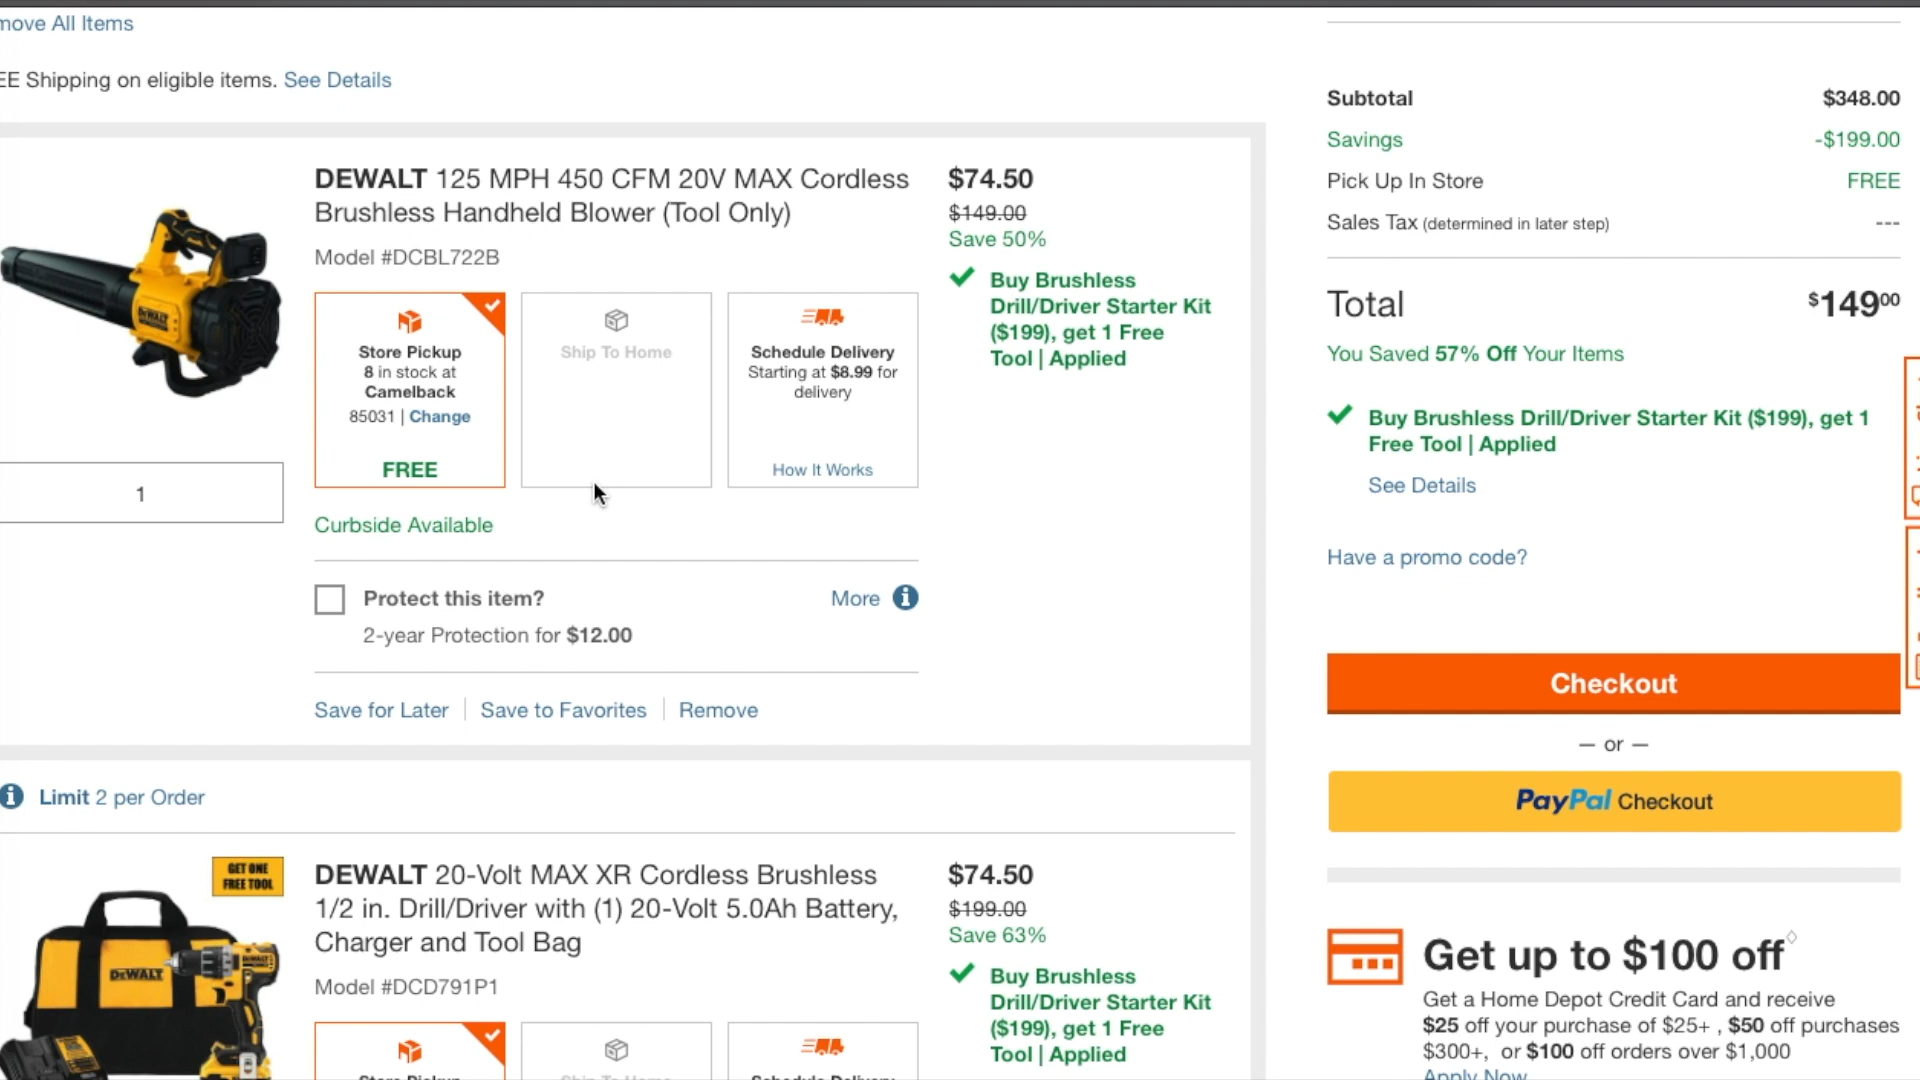 move All Items
EE Shipping on eligible items. See Details
DEWALT 125 MPH 450 CFM 20V MAX Cordless
Brushless Handheld Blower (Tool Only)
Model #DCBL722B
$74.50
$149.00
Save 50%
Buy Brushless
Drill/Driver Starter Kit
($199), get 1 Free
Tool | Applied
DEWALT
Store Pickup
8 in stock at
Camelback
85031 | Change
FREE
Ship To Home
Schedule Delivery
Starting at $8.99 for
delivery
How It Works
1
Curbside Available
Protect this item?
More
2-year Protection for $12.00
Save for Later
Save to Favorites
Remove
Limit 2 per Order
GET ONE
FREE TOOL
DEWALT
DEWALT
DEWALT 20-Volt MAX XR Cordless Brushless
1/2 in. Drill/Driver with (1) 20-Volt 5.0Ah Battery,
Charger and Tool Bag
Model #DCD791P1
$74.50
$199.00
Save 63%
Buy Brushless
Drill/Driver Starter Kit
($199), get 1 Free
Tool | Applied
Store Pickup
Ship To Home
Schedule Delivery
Subtotal $348.00
Savings -$199.00
Pick Up In Store FREE
Sales Tax (determined in later step) ---
Total $14900
You Saved 57% Off Your Items
Buy Brushless Drill/Driver Starter Kit ($199), get 1
Free Tool | Applied
See Details
Have a promo code?
Checkout
— or —
PayPal Checkout
Get up to $100 off◊
Get a Home Depot Credit Card and receive
$25 off your purchase of $25+ , $50 off purchases
$300+, or $100 off orders over $1,000
Apply Now